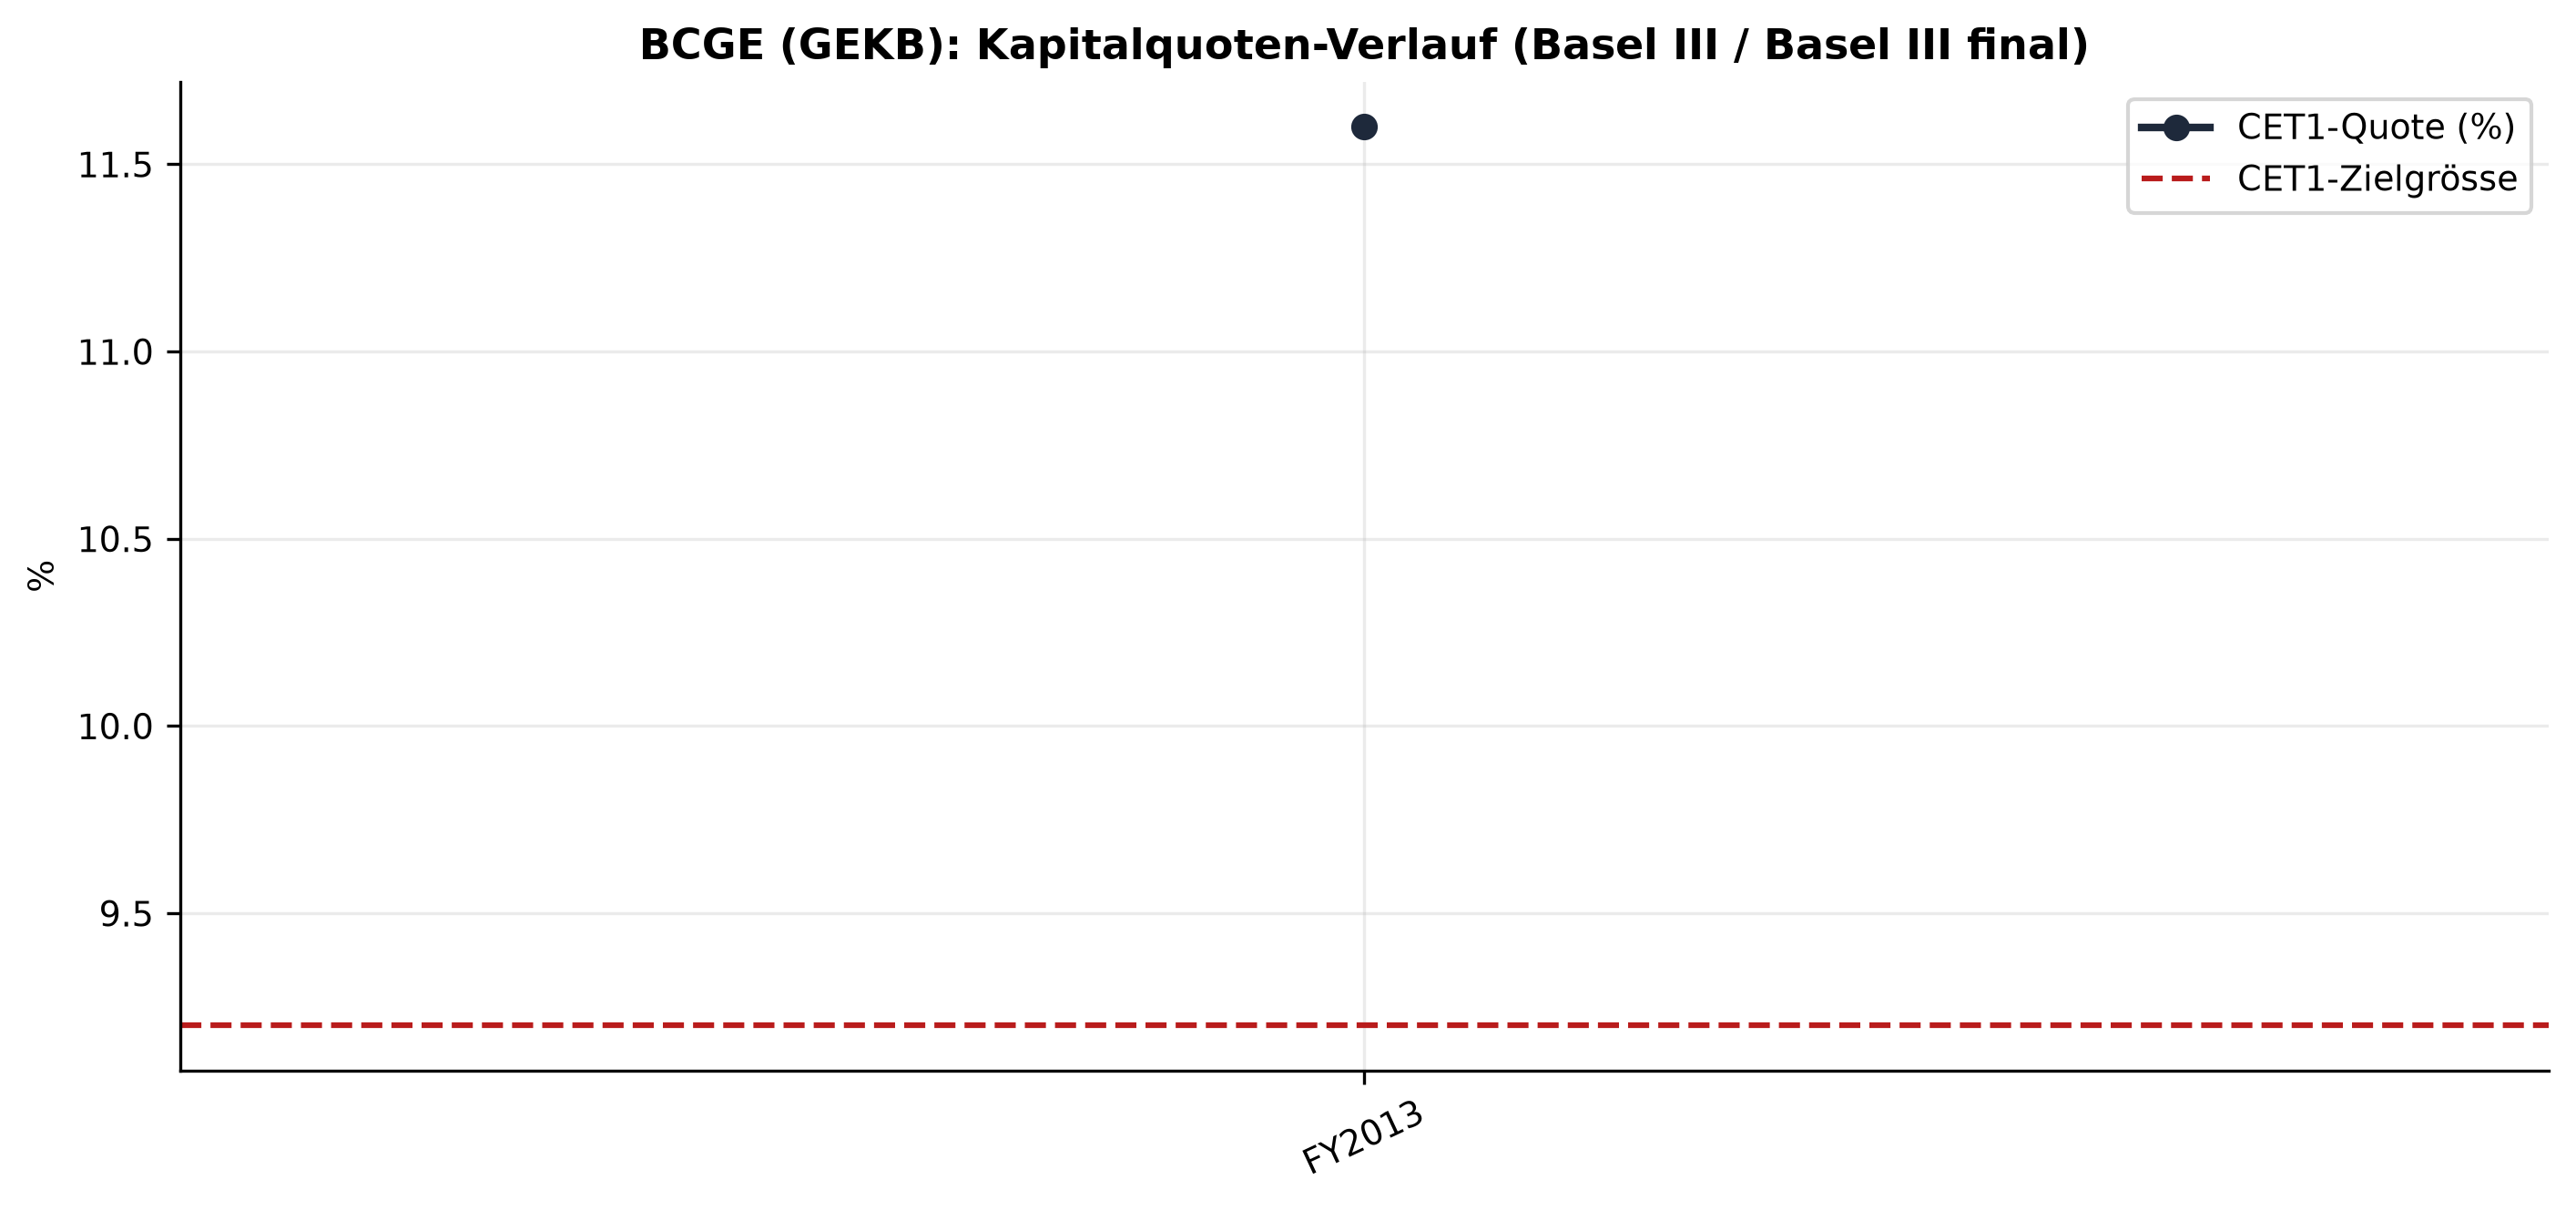 BCGE (GEKB): Kapitalquoten-Verlauf (Basel III / Basel III final)
CET1-Quote (%)
CET1-Zielgrösse
11.5
11.0
10.5
10.0
9.5
%
FY2013